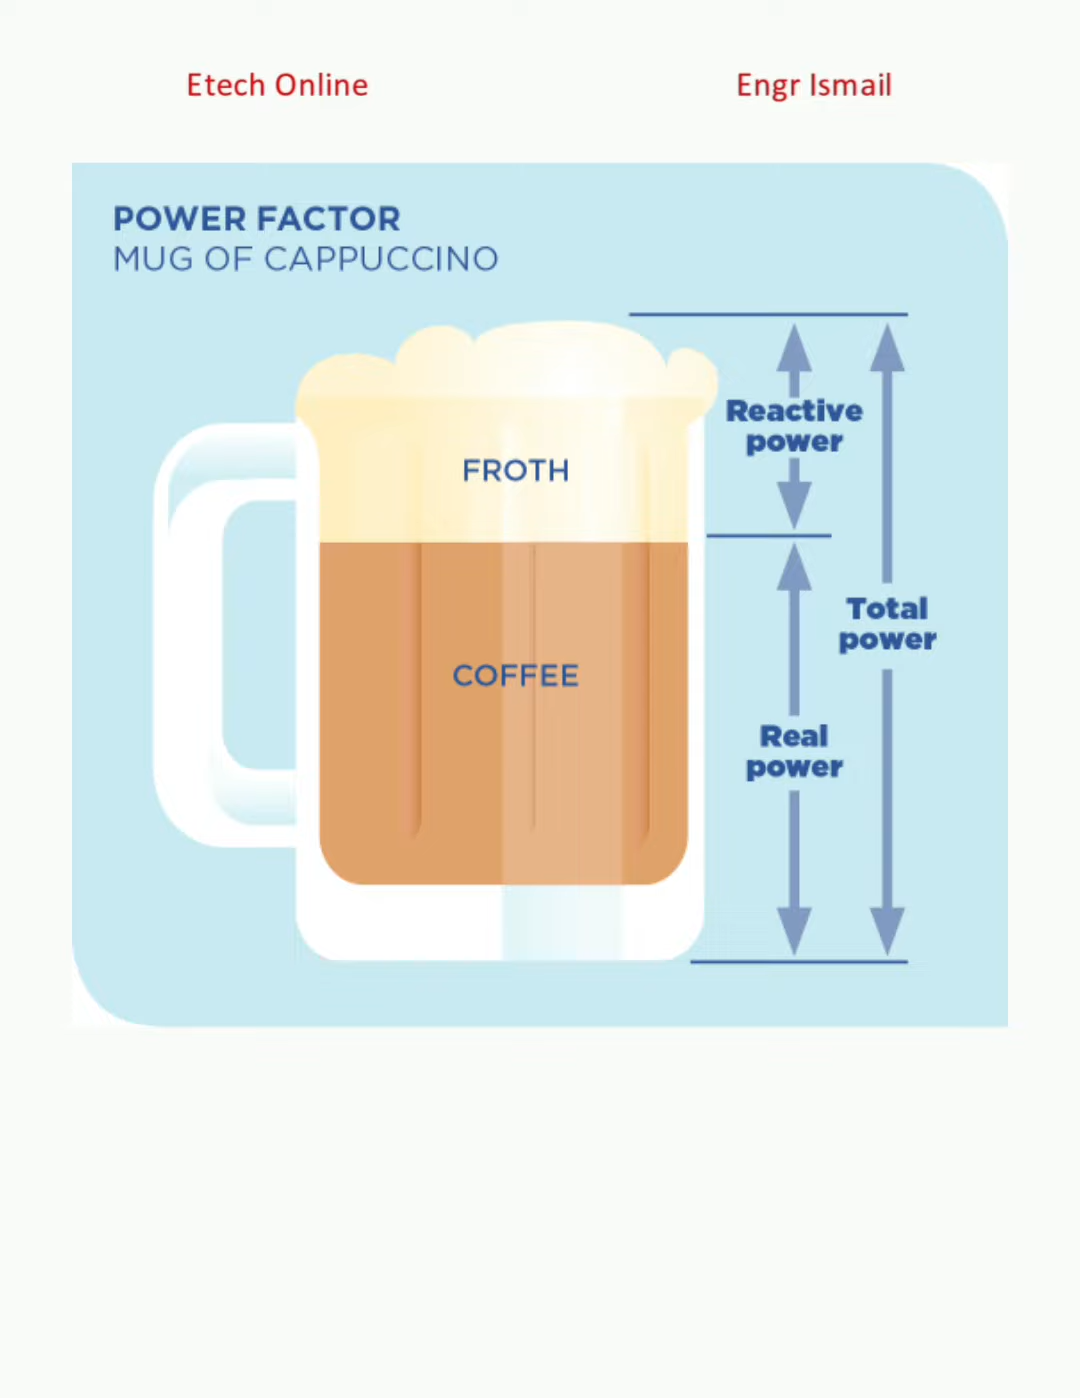 Etech Online
Engr Ismail
POWER FACTOR
MUG OF CAPPUCCINO
Reactive
power
FROTH
Total
power
COFFEE
Real
power